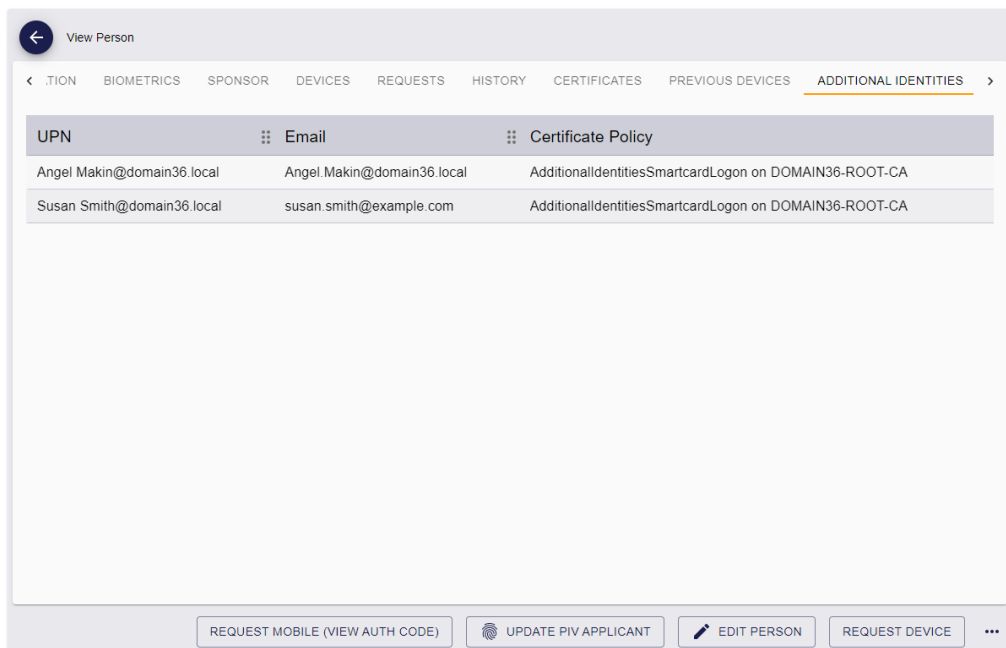 View Person
.TION BIOMETRICS SPONSOR DEVICES REQUESTS HISTORY CERTIFICATES PREVIOUS DEVICES ADDITIONAL IDENTITIES
UPN Email Certificate Policy
Angel Makin@domain36.local Angel.Makin@domain36.local AdditionalIdentitiesSmartcardLogon on DOMAIN36-ROOT-CA
Susan Smith@domain36.local susan.smith@example.com AdditionalIdentitiesSmartcardLogon on DOMAIN36-ROOT-CA
REQUEST MOBILE (VIEW AUTH CODE) UPDATE PIV APPLICANT EDIT PERSON REQUEST DEVICE ...